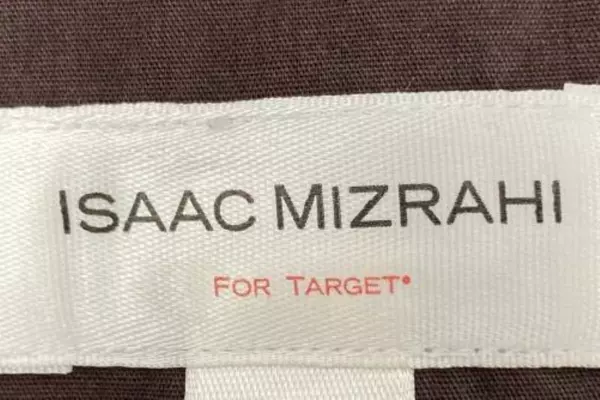 ISAAC MIZRAHI
FOR TARGET®